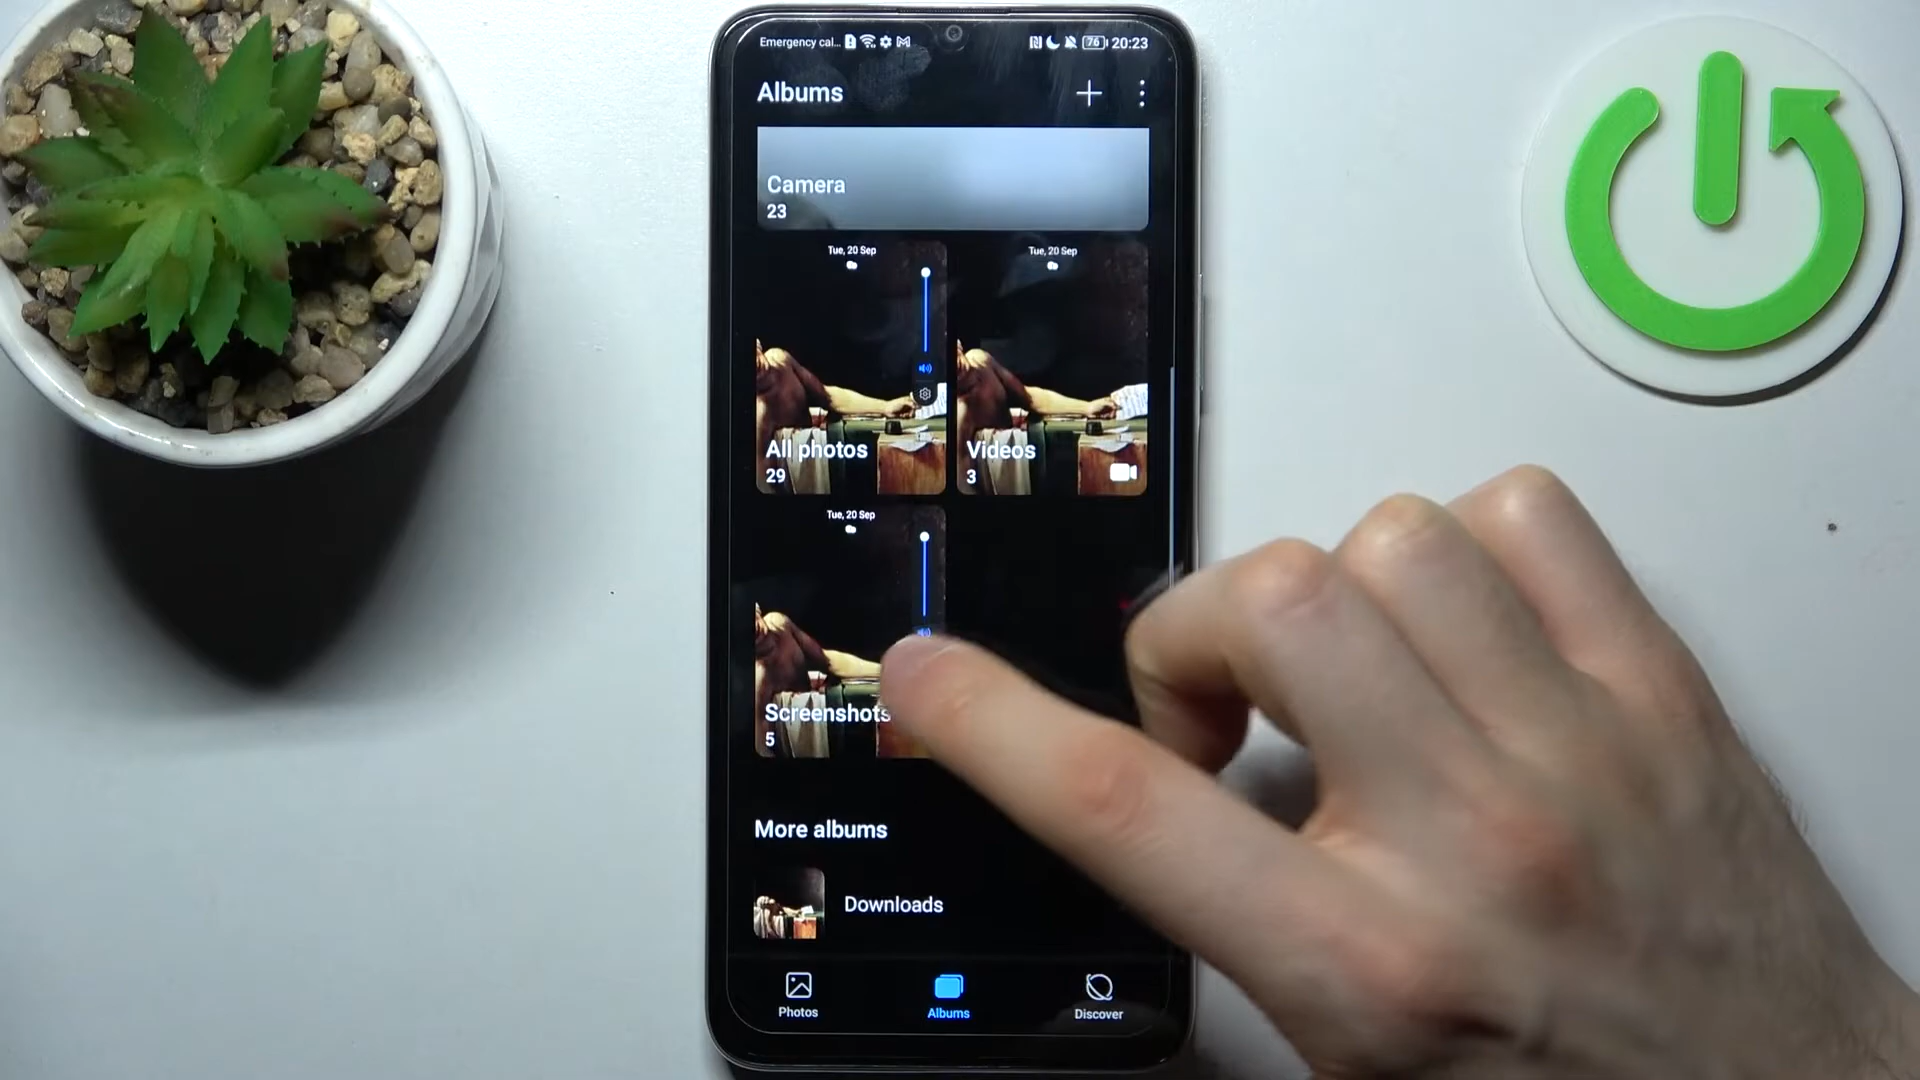 Emergency cal... 76 20:23
Albums
Camera
23
Tue, 20 Sep
Tue, 20 Sep
All photos
29
Videos
3
Tue, 20 Sep
Screenshots
5
More albums
Downloads
Photos
Albums
Discover